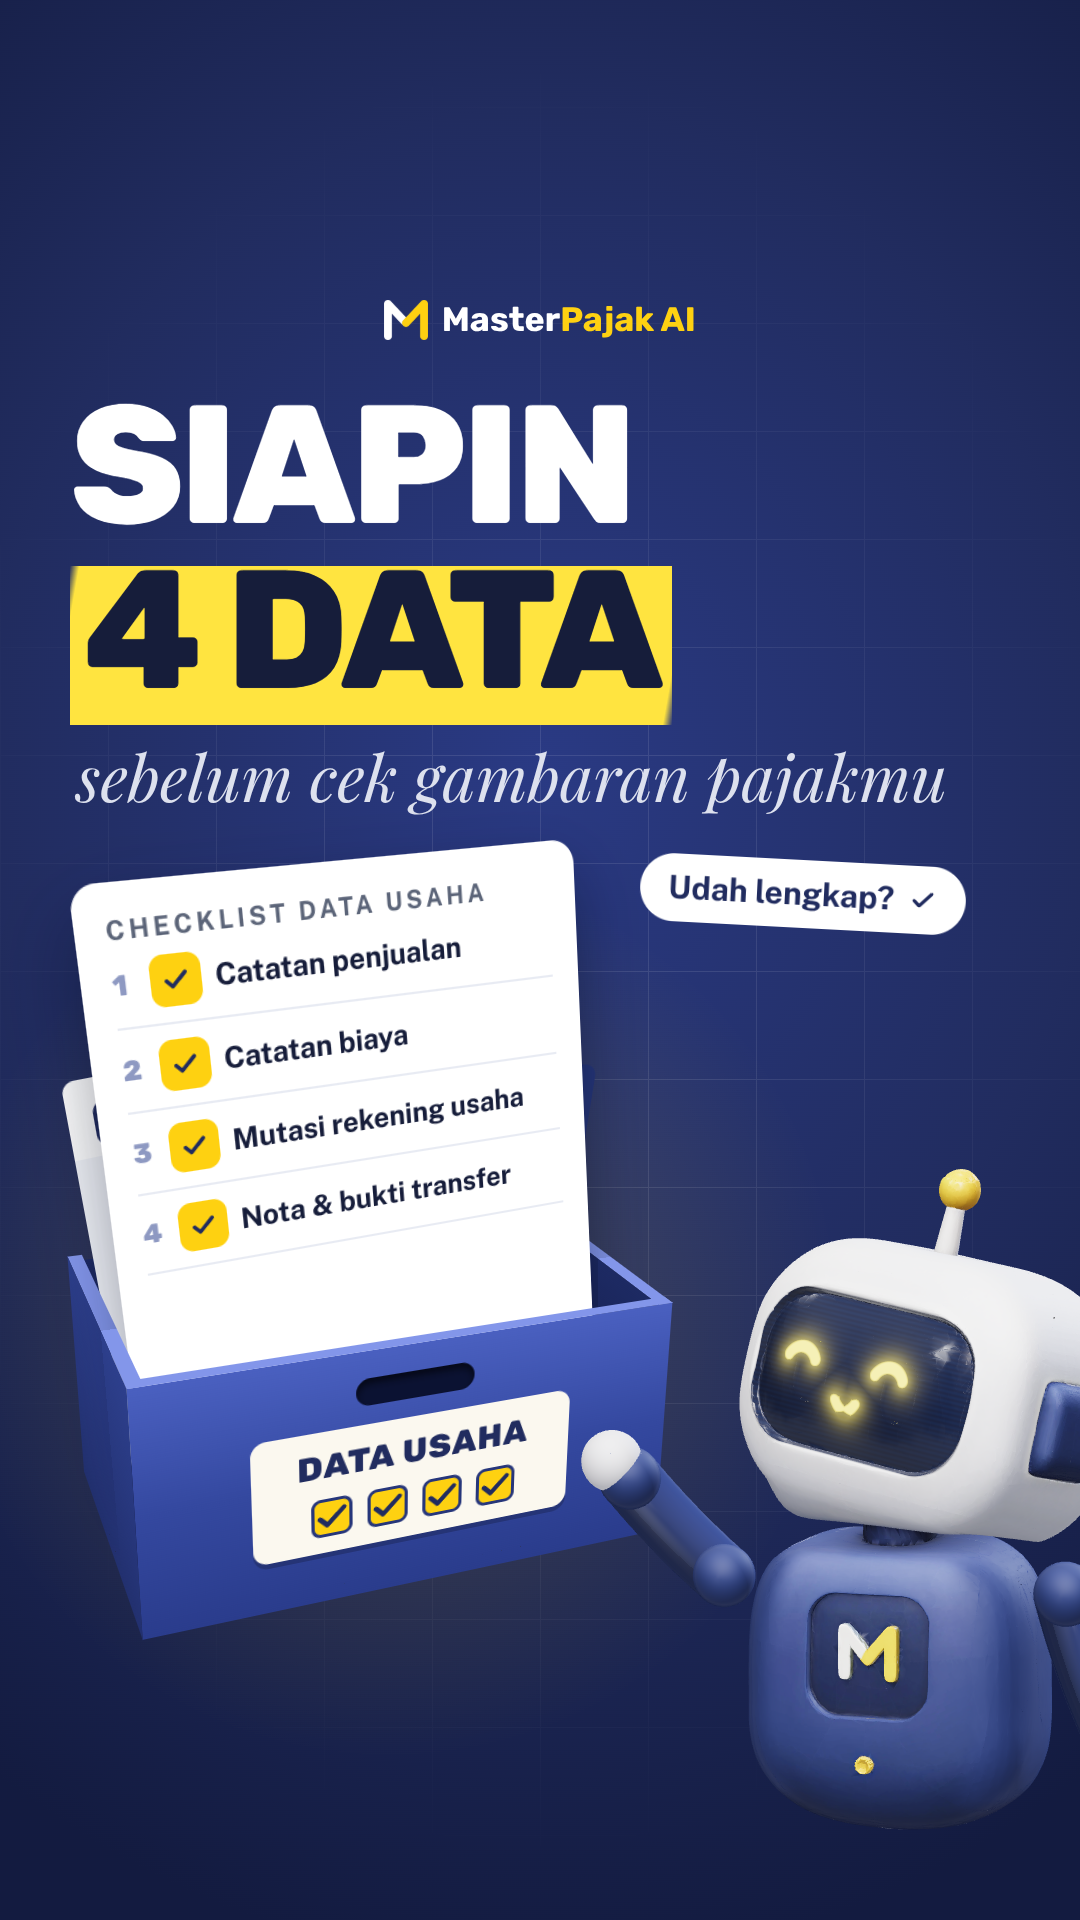 MasterPajak AI
SIAPIN
4 DATA
sebelum cek gambaran pajakmu
Udah lengkap?
CHECKLIST DATA USAHA
1 Catatan penjualan
2 Catatan biaya
3 Mutasi rekening usaha
4 Nota & bukti transfer
DATA USAHA
M